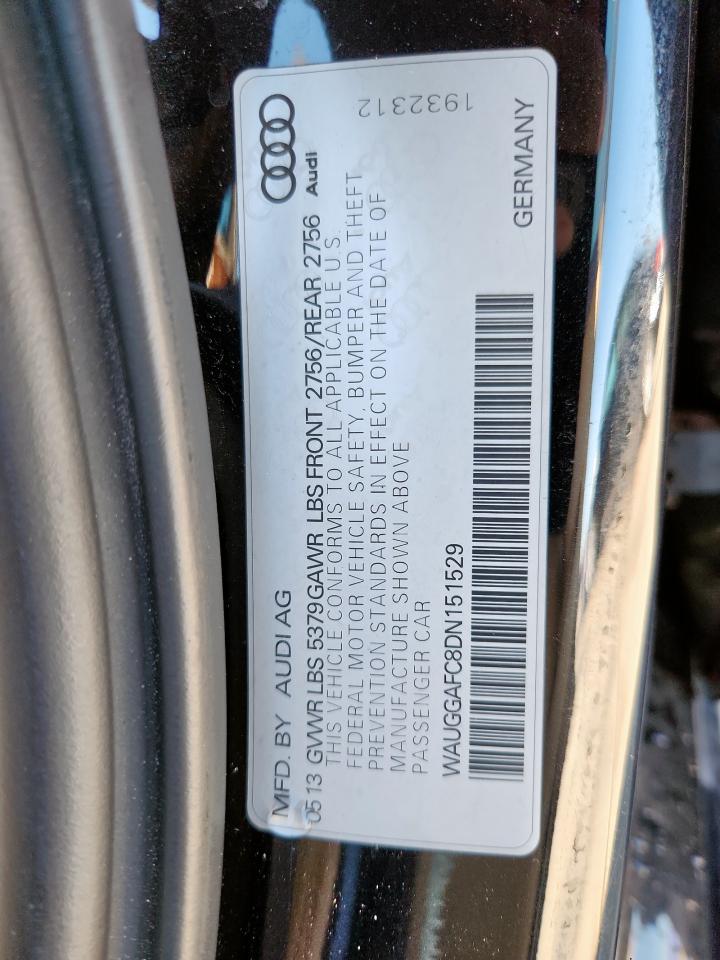 MFD. BY AUDI AG
0513 GVWR LBS 5379 GAWR LBS FRONT 2756/REAR 2756
THIS VEHICLE CONFORMS TO ALL APPLICABLE U.S.
FEDERAL MOTOR VEHICLE SAFETY, BUMPER AND THEFT
PREVENTION STANDARDS IN EFFECT ON THE DATE OF
MANUFACTURE SHOWN ABOVE
PASSENGER CAR
WAUGGAFC8DN151529
Audi
1932312
GERMANY